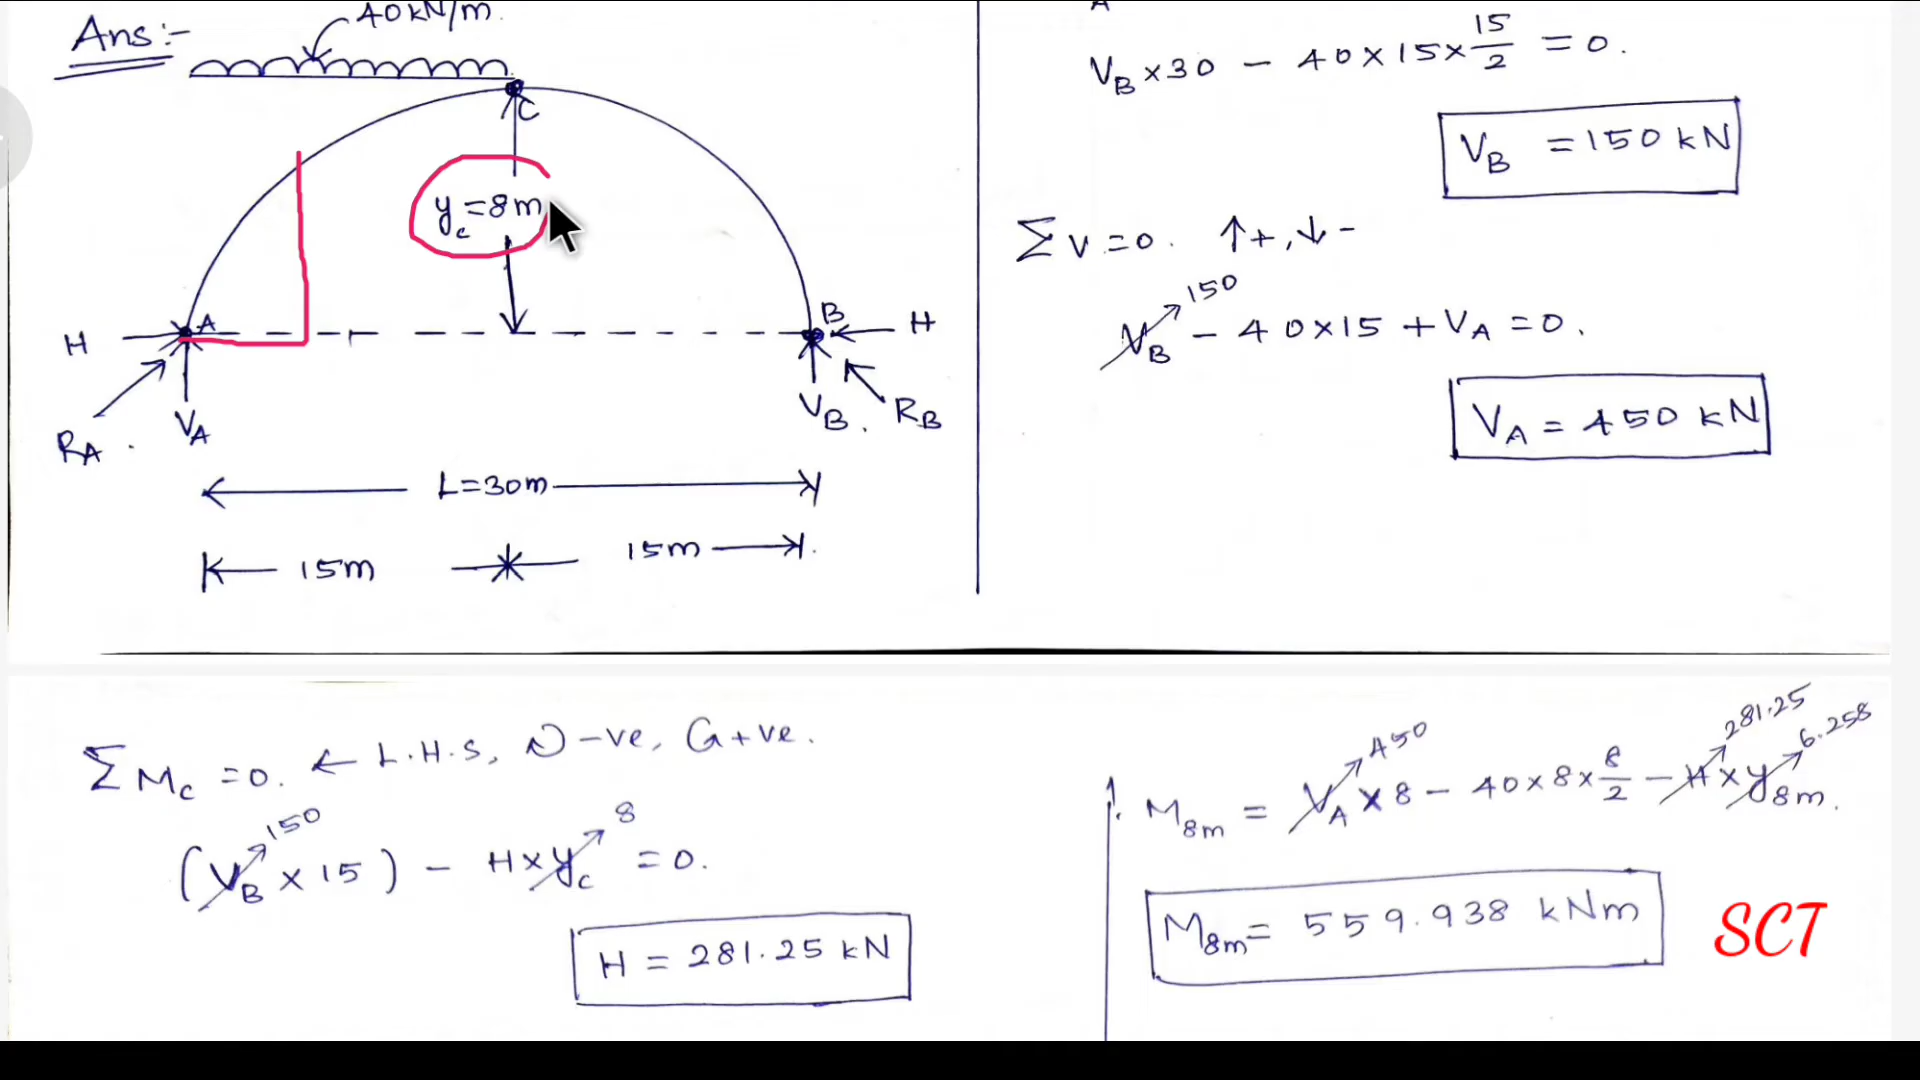 Ans:-
40kN/m.
C
y_c=8m
H
A
B
H
R_A.
V_A
V_B.
R_B
L=30m
15m
15m
V_B×30 - 40×15×15/2 = 0.
V_B = 150 kN
ΣV=0. ↑+,↓-
150
V_B - 40×15 + V_A = 0.
V_A = 450 kN
ΣM_c = 0. ← L.H.S, ↻ -ve, ↺ +ve.
150
8
(V_B × 15) - H×y_c = 0.
H = 281.25 kN
450
281.25
6.258
M_8m = V_A × 8 - 40×8×8/2 - H×y_8m.
M_8m = 559.938 kNm
SCT